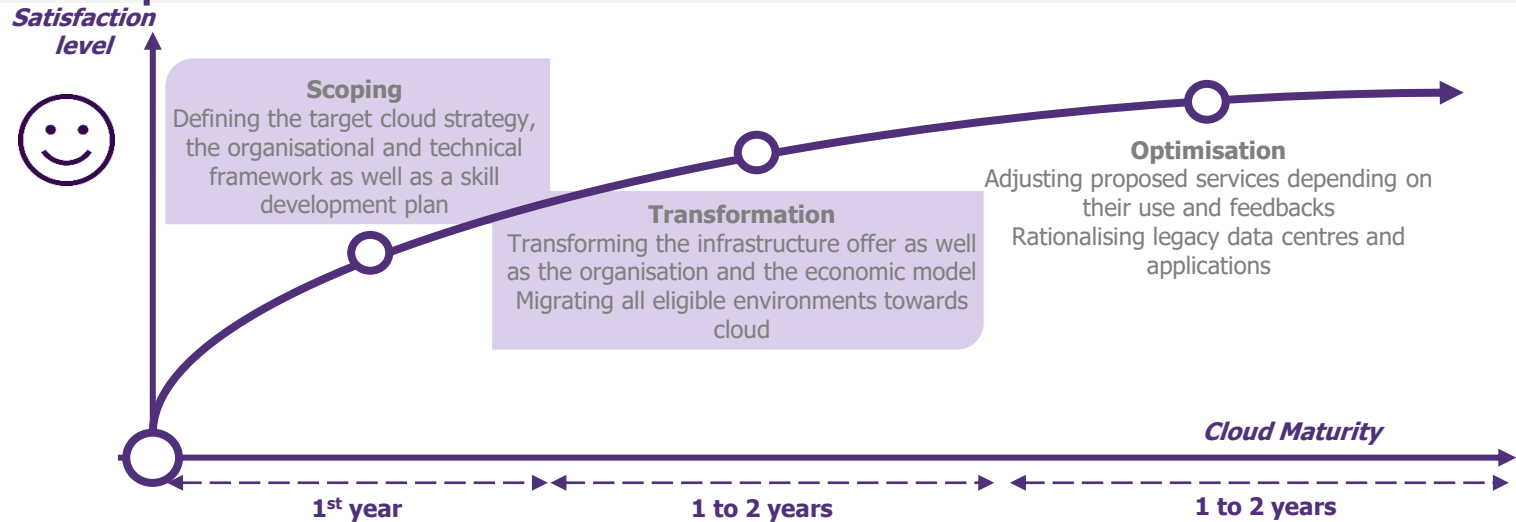 Satisfaction
level
Scoping
Defining the target cloud strategy,
the organisational and technical
framework as well as a skill
development plan
Transformation
Transforming the infrastructure offer as well
as the organisation and the economic model
Migrating all eligible environments towards
cloud
Optimisation
Adjusting proposed services depending on
their use and feedbacks
Rationalising legacy data centres and
applications
Cloud Maturity
1st year
1 to 2 years
1 to 2 years